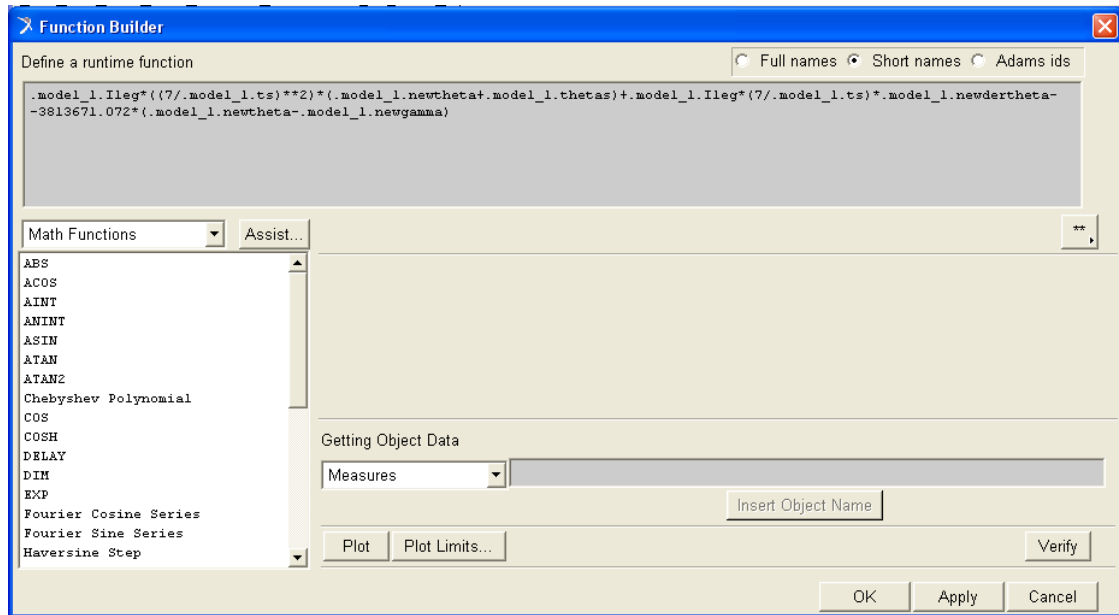 Function Builder
Define a runtime function
Full names Short names Adams ids
.model_1.Ileg*((7/.model_1.ts)**2)*(.model_1.newtheta+.model_1.thetas)+.model_1.Ileg*(7/.model_1.ts)*.model_1.newdertheta-
-3813671.072*(.model_1.newtheta-.model_1.newgamma)
Math Functions
Assist...
**
ABS
ACOS
AINT
ANINT
ASIN
ATAN
ATAN2
Chebyshev Polynomial
COS
COSH
DELAY
DIM
EXP
Fourier Cosine Series
Fourier Sine Series
Haversine Step
Getting Object Data
Measures
Insert Object Name
Plot Plot Limits... Verify
OK Apply Cancel